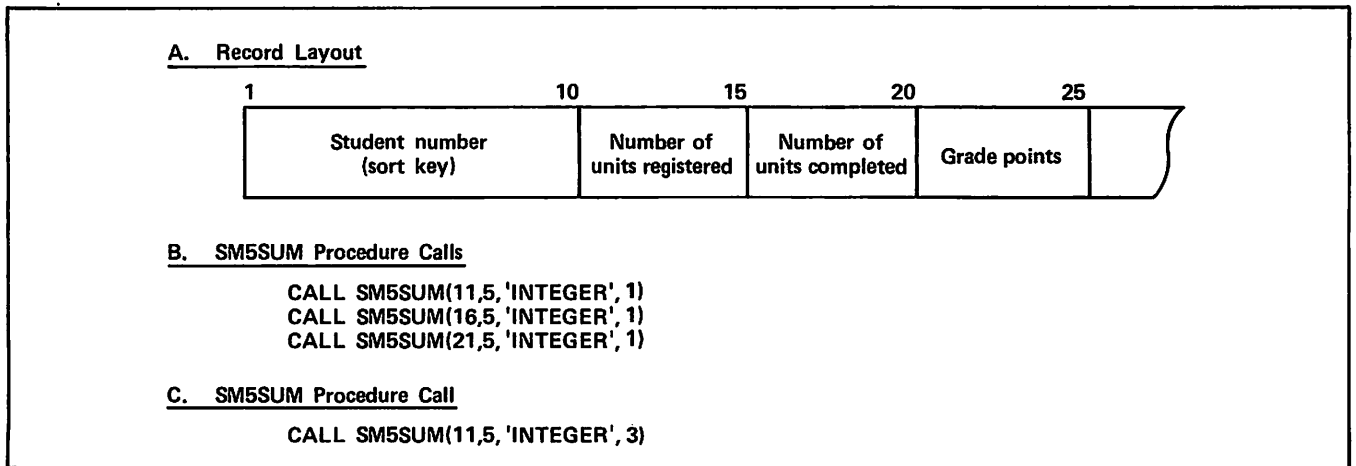 A. Record Layout
1 10 15 20 25
Student number Number of Number of Grade points
(sort key) units registered units completed
B. SM5SUM Procedure Calls
CALL SM5SUM(11,5,'INTEGER', 1)
CALL SM5SUM(16,5,'INTEGER', 1)
CALL SM5SUM(21,5,'INTEGER', 1)
C. SM5SUM Procedure Call
CALL SM5SUM(11,5,'INTEGER', 3)